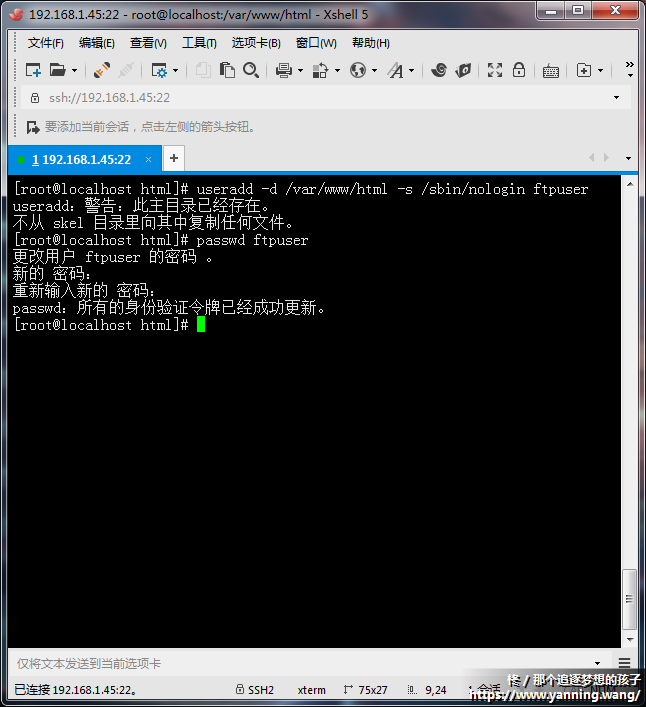 192.168.1.45:22 - root@localhost:/var/www/html - Xshell 5
文件(F) 编辑(E) 查看(V) 工具(T) 选项卡(B) 窗口(W) 帮助(H)
ssh://192.168.1.45:22
要添加当前会话，点击左侧的箭头按钮。
1 192.168.1.45:22 × +
[root@localhost html]# useradd -d /var/www/html -s /sbin/nologin ftpuser
useradd：警告：此主目录已经存在。
不从 skel 目录里向其中复制任何文件。
[root@localhost html]# passwd ftpuser
更改用户 ftpuser 的密码 。
新的 密码：
重新输入新的 密码：
passwd：所有的身份验证令牌已经成功更新。
[root@localhost html]#
仅将文本发送到当前选项卡
柊 / 那个追逐梦想的孩子
已连接 192.168.1.45:22。 SSH2 xterm 75x27 9,24 会话
https://www.yanning.wang/